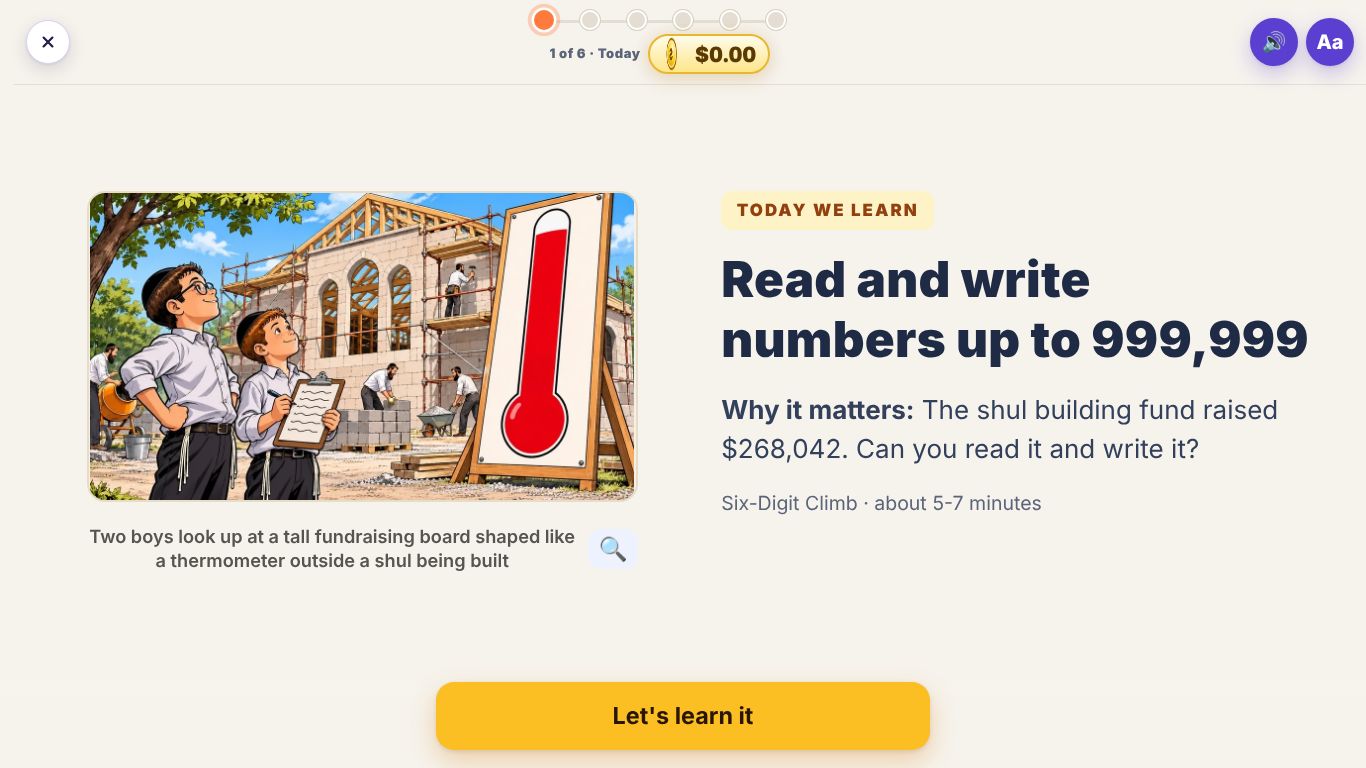 1 of 6 · Today
$0.00
Aa
TODAY WE LEARN
Read and write
numbers up to 999,999
Why it matters: The shul building fund raised
$268,042. Can you read it and write it?
Six-Digit Climb · about 5-7 minutes
Two boys look up at a tall fundraising board shaped like
a thermometer outside a shul being built
Let's learn it